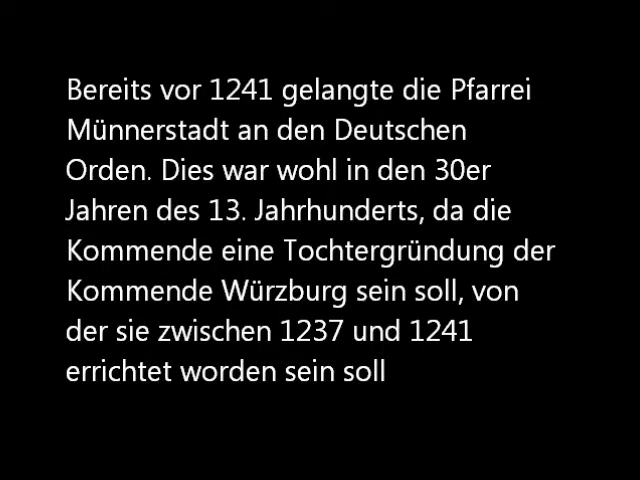 Bereits vor 1241 gelangte die Pfarrei
Münnerstadt an den Deutschen
Orden. Dies war wohl in den 30er
Jahren des 13. Jahrhunderts, da die
Kommende eine Tochtergründung der
Kommende Würzburg sein soll, von
der sie zwischen 1237 und 1241
errichtet worden sein soll